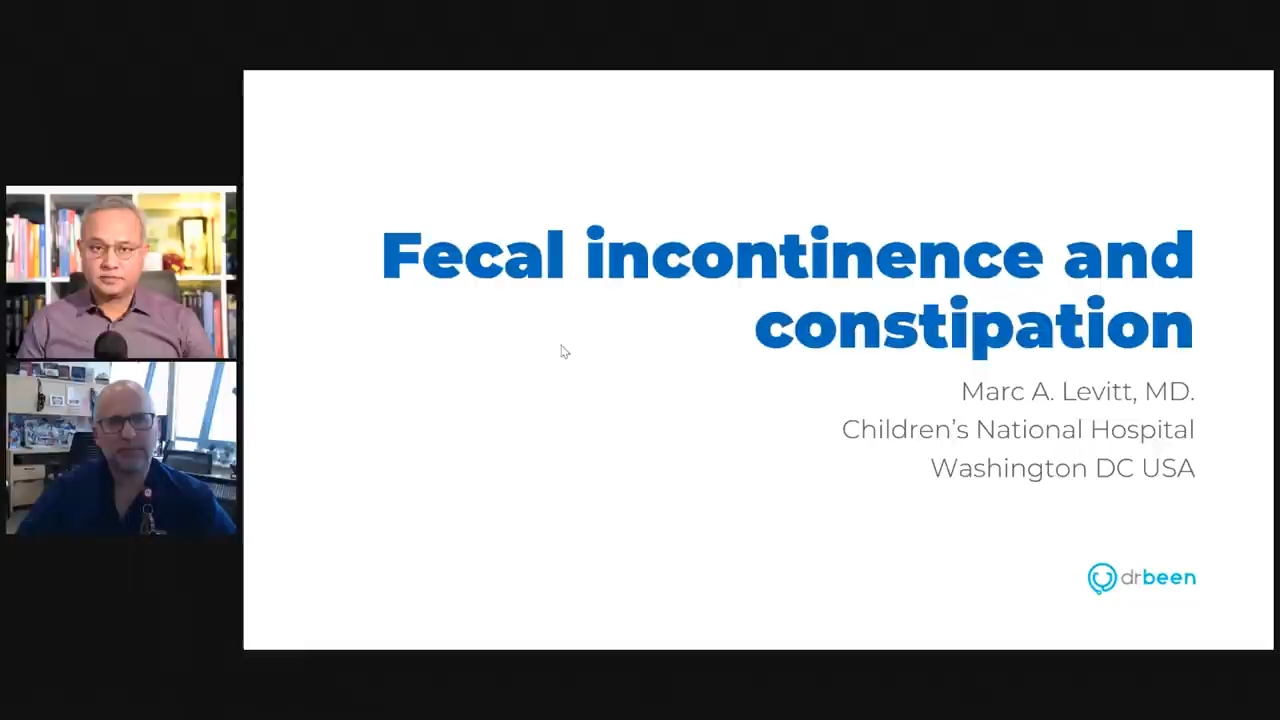 Fecal incontinence and
constipation
Marc A. Levitt, MD.
Children’s National Hospital
Washington DC USA
drbeen